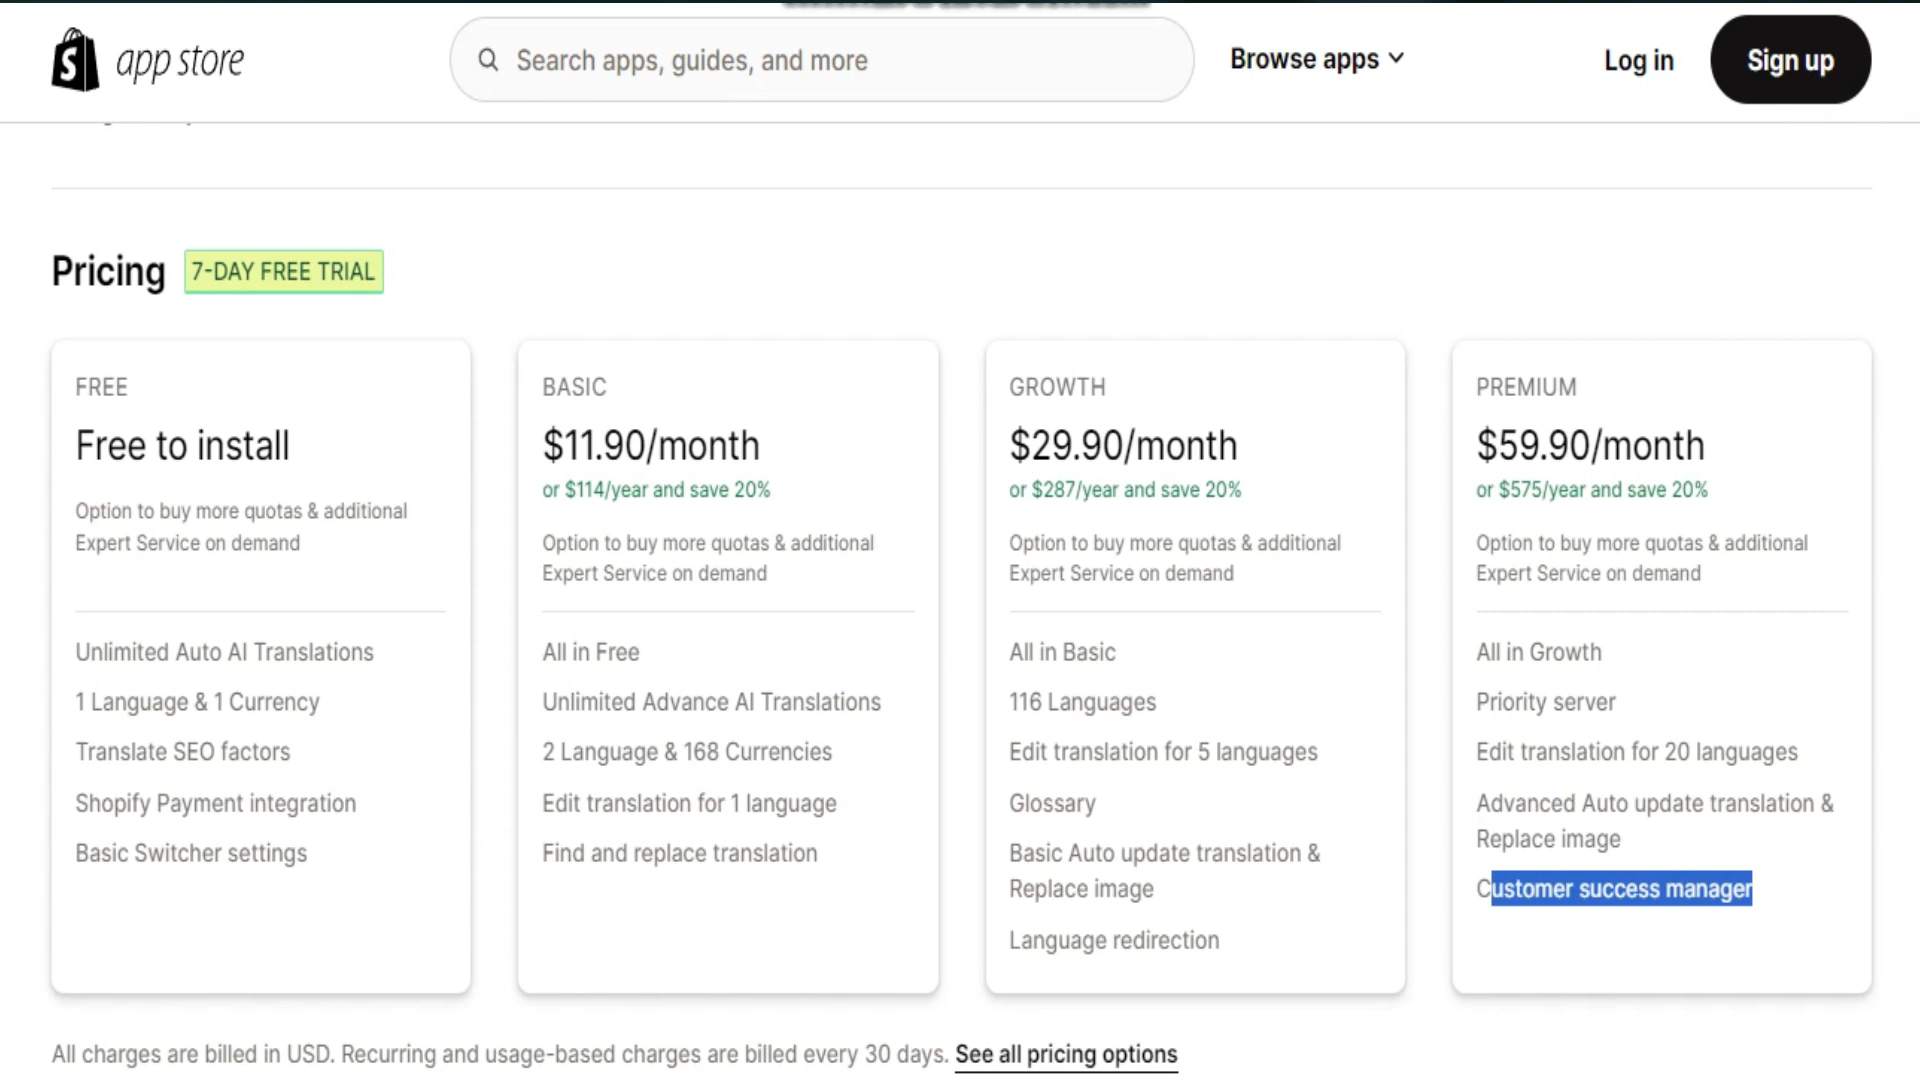 app store
Search apps, guides, and more
Browse apps
Log in
Sign up
Pricing
7-DAY FREE TRIAL
FREE
Free to install
Option to buy more quotas & additional
Expert Service on demand
Unlimited Auto AI Translations
1 Language & 1 Currency
Translate SEO factors
Shopify Payment integration
Basic Switcher settings
BASIC
$11.90/month
or $114/year and save 20%
Option to buy more quotas & additional
Expert Service on demand
All in Free
Unlimited Advance AI Translations
2 Language & 168 Currencies
Edit translation for 1 language
Find and replace translation
GROWTH
$29.90/month
or $287/year and save 20%
Option to buy more quotas & additional
Expert Service on demand
All in Basic
116 Languages
Edit translation for 5 languages
Glossary
Basic Auto update translation &
Replace image
Language redirection
PREMIUM
$59.90/month
or $575/year and save 20%
Option to buy more quotas & additional
Expert Service on demand
All in Growth
Priority server
Edit translation for 20 languages
Advanced Auto update translation &
Replace image
Customer success manager
All charges are billed in USD. Recurring and usage-based charges are billed every 30 days. See all pricing options